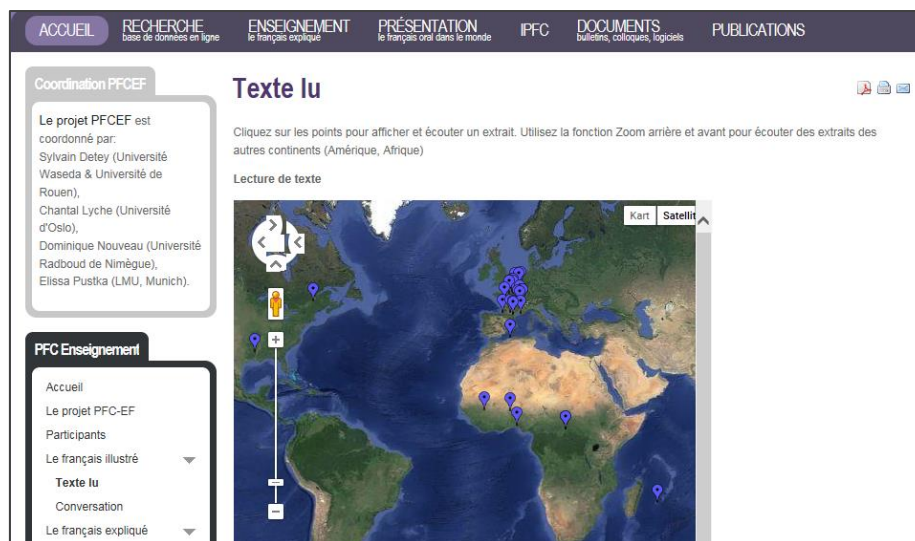 ACCUEIL
RECHERCHE
base de données en ligne
ENSEIGNEMENT
le français expliqué
PRÉSENTATION
le français oral dans le monde
IPFC
DOCUMENTS
bulletins, colloques, logiciels
PUBLICATIONS
Coordination PFCEF
Le projet PFCEF est
coordonné par:
Sylvain Detey (Université
Waseda & Université de
Rouen),
Chantal Lyche (Université
d'Oslo),
Dominique Nouveau (Université
Radboud de Nimègue),
Elissa Pustka (LMU, Munich).
PFC Enseignement
Accueil
Le projet PFC-EF
Participants
Le français illustré
Texte lu
Conversation
Le français expliqué
Texte lu
Cliquez sur les points pour afficher et écouter un extrait. Utilisez la fonction Zoom arrière et avant pour écouter des extraits des
autres continents (Amérique, Afrique)
Lecture de texte
Kart
Satellit